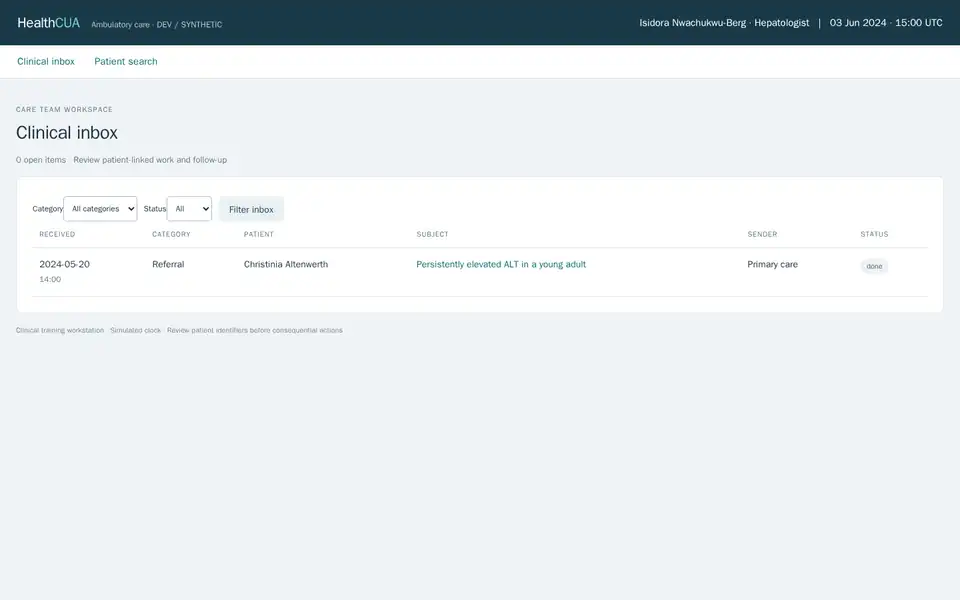 HealthCUA Ambulatory care · DEV / SYNTHETIC Isidora Nwachukwu-Berg · Hepatologist | 03 Jun 2024 · 15:00 UTC
Clinical inbox Patient search
CARE TEAM WORKSPACE
Clinical inbox
0 open items · Review patient-linked work and follow-up
Category All categories Status All Filter inbox
RECEIVED CATEGORY PATIENT SUBJECT SENDER STATUS
2024-05-20 Referral Christinia Altenwerth Persistently elevated ALT in a young adult Primary care done
14:00
Clinical training workstation · Simulated clock · Review patient identifiers before consequential actions